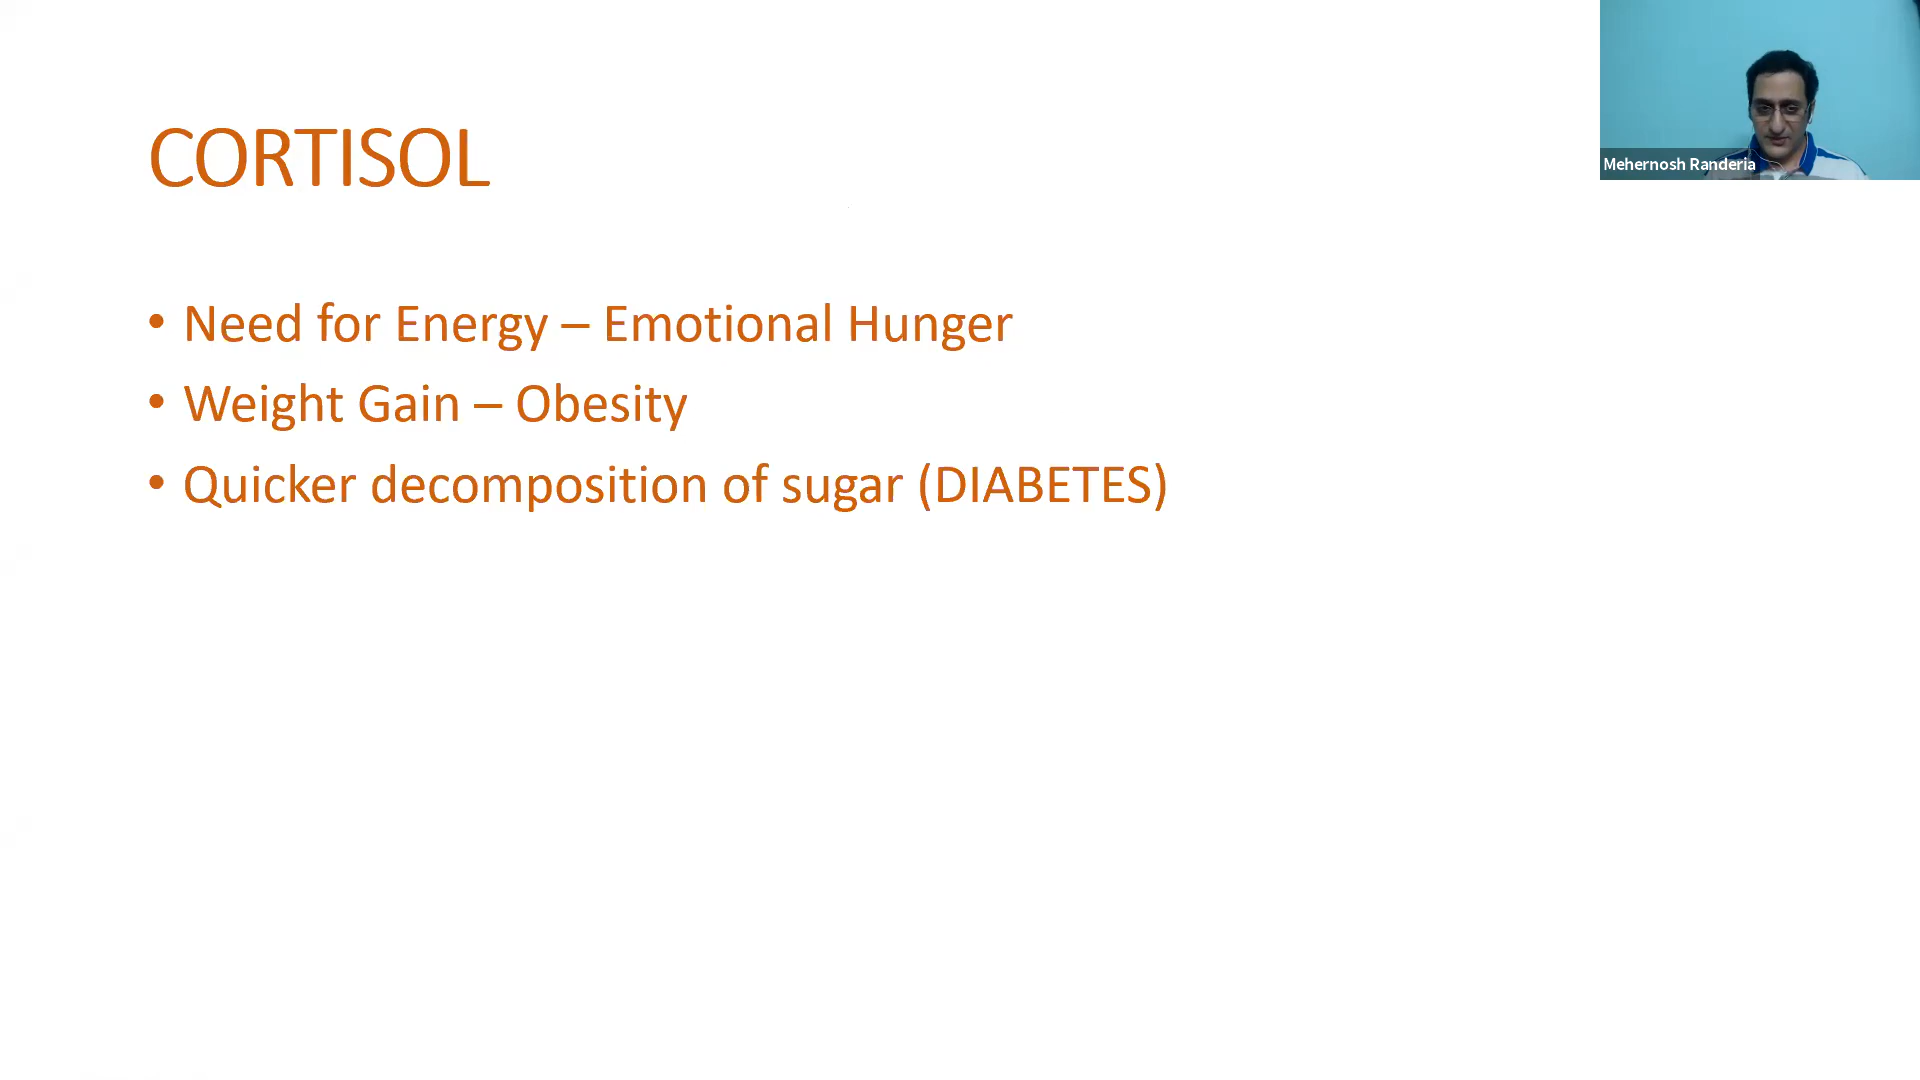 CORTISOL
Mehernosh Randeria
• Need for Energy – Emotional Hunger
• Weight Gain – Obesity
• Quicker decomposition of sugar (DIABETES)